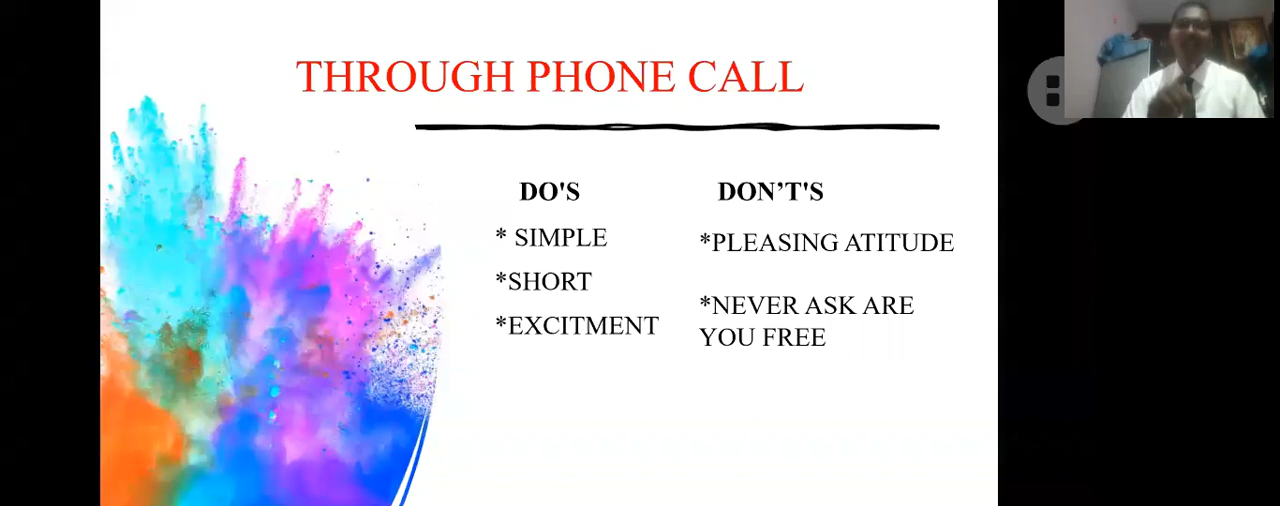 THROUGH PHONE CALL
DO'S
* SIMPLE
*SHORT
*EXCITMENT
DON’T'S
*PLEASING ATITUDE
*NEVER ASK ARE
YOU FREE